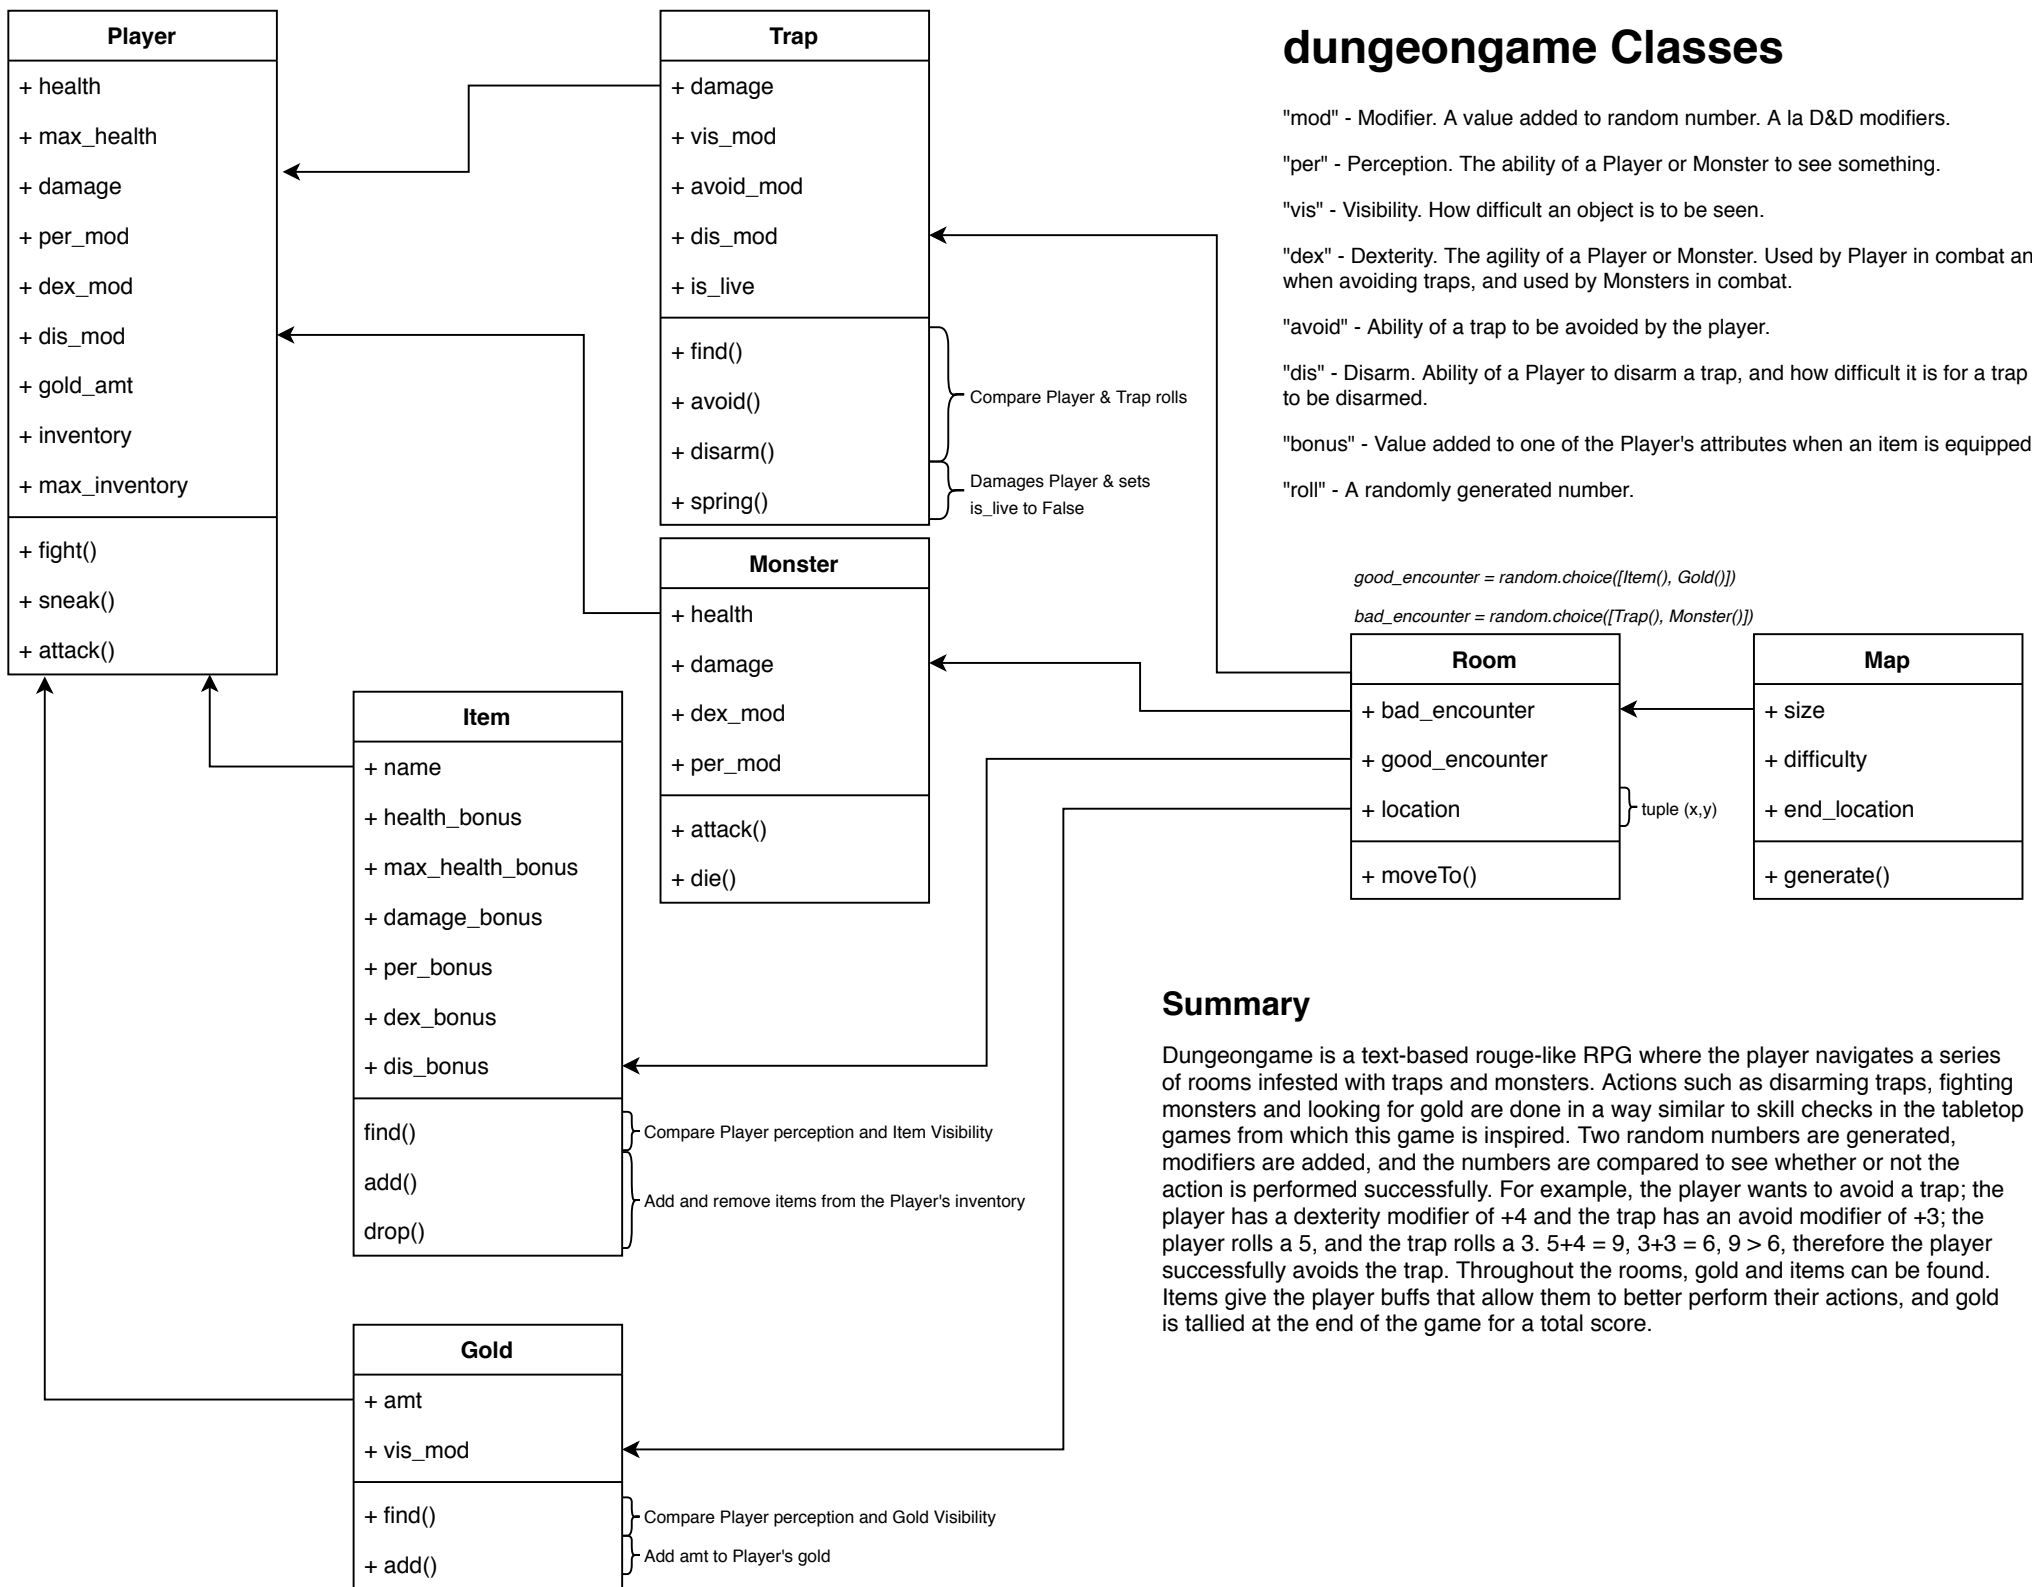 Player
+ health
+ max_health
+ damage
+ per_mod
+ dex_mod
+ dis_mod
+ gold_amt
+ inventory
+ max_inventory
+ fight()
+ sneak()
+ attack()
Trap
+ damage
+ vis_mod
+ avoid_mod
+ dis_mod
+ is_live
+ find()
+ avoid()
+ disarm()
+ spring()
Compare Player & Trap rolls
Damages Player & sets
is_live to False
dungeongame Classes
"mod" - Modifier. A value added to random number. A la D&D modifiers.
"per" - Perception. The ability of a Player or Monster to see something.
"vis" - Visibility. How difficult an object is to be seen.
"dex" - Dexterity. The agility of a Player or Monster. Used by Player in combat an
when avoiding traps, and used by Monsters in combat.
"avoid" - Ability of a trap to be avoided by the player.
"dis" - Disarm. Ability of a Player to disarm a trap, and how difficult it is for a trap
to be disarmed.
"bonus" - Value added to one of the Player's attributes when an item is equipped
"roll" - A randomly generated number.
Monster
+ health
+ damage
+ dex_mod
+ per_mod
+ attack()
+ die()
good_encounter = random.choice([Item(), Gold()])
bad_encounter = random.choice([Trap(), Monster()])
Room
+ bad_encounter
+ good_encounter
+ location
+ moveTo()
tuple (x,y)
Map
+ size
+ difficulty
+ end_location
+ generate()
Item
+ name
+ health_bonus
+ max_health_bonus
+ damage_bonus
+ per_bonus
+ dex_bonus
+ dis_bonus
find()
add()
drop()
Compare Player perception and Item Visibility
Add and remove items from the Player's inventory
Summary
Dungeongame is a text-based rouge-like RPG where the player navigates a series
of rooms infested with traps and monsters. Actions such as disarming traps, fighting
monsters and looking for gold are done in a way similar to skill checks in the tabletop
games from which this game is inspired. Two random numbers are generated,
modifiers are added, and the numbers are compared to see whether or not the
action is performed successfully. For example, the player wants to avoid a trap; the
player has a dexterity modifier of +4 and the trap has an avoid modifier of +3; the
player rolls a 5, and the trap rolls a 3. 5+4 = 9, 3+3 = 6, 9 > 6, therefore the player
successfully avoids the trap. Throughout the rooms, gold and items can be found.
Items give the player buffs that allow them to better perform their actions, and gold
is tallied at the end of the game for a total score.
Gold
+ amt
+ vis_mod
+ find()
+ add()
Compare Player perception and Gold Visibility
Add amt to Player's gold